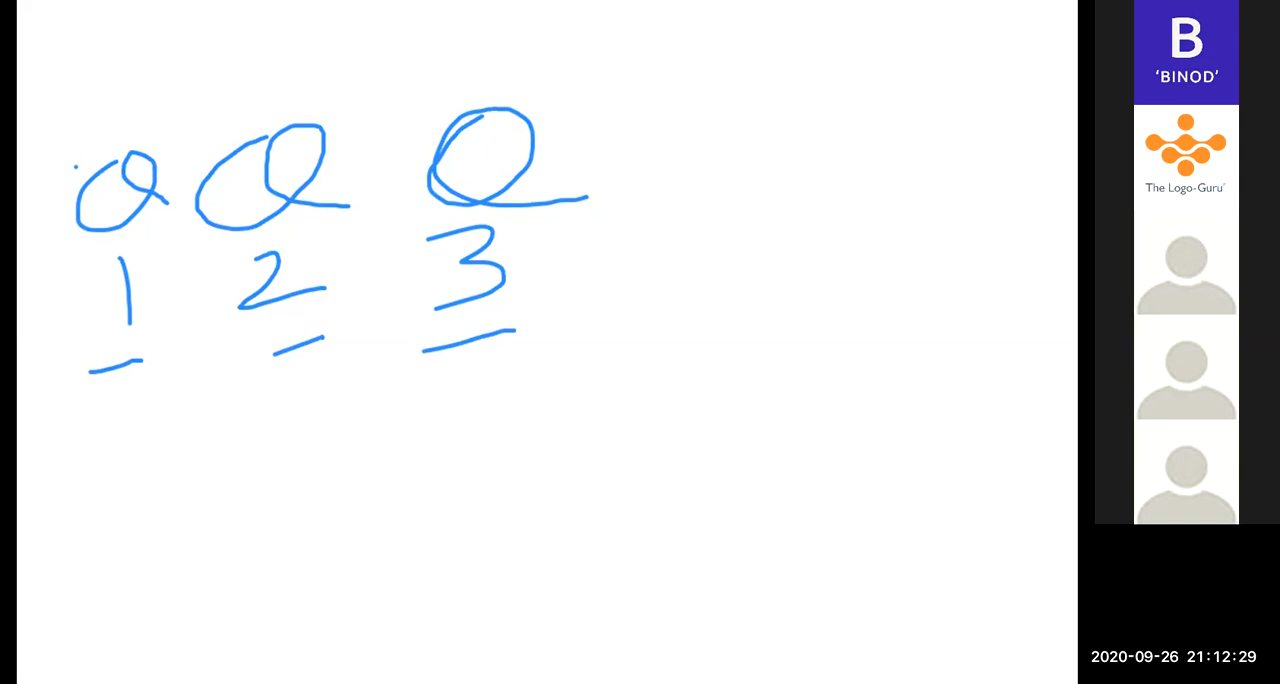 a a a
1 2 3
B
'BINOD'
The Logo-Guru
2020-09-26 21:12:29